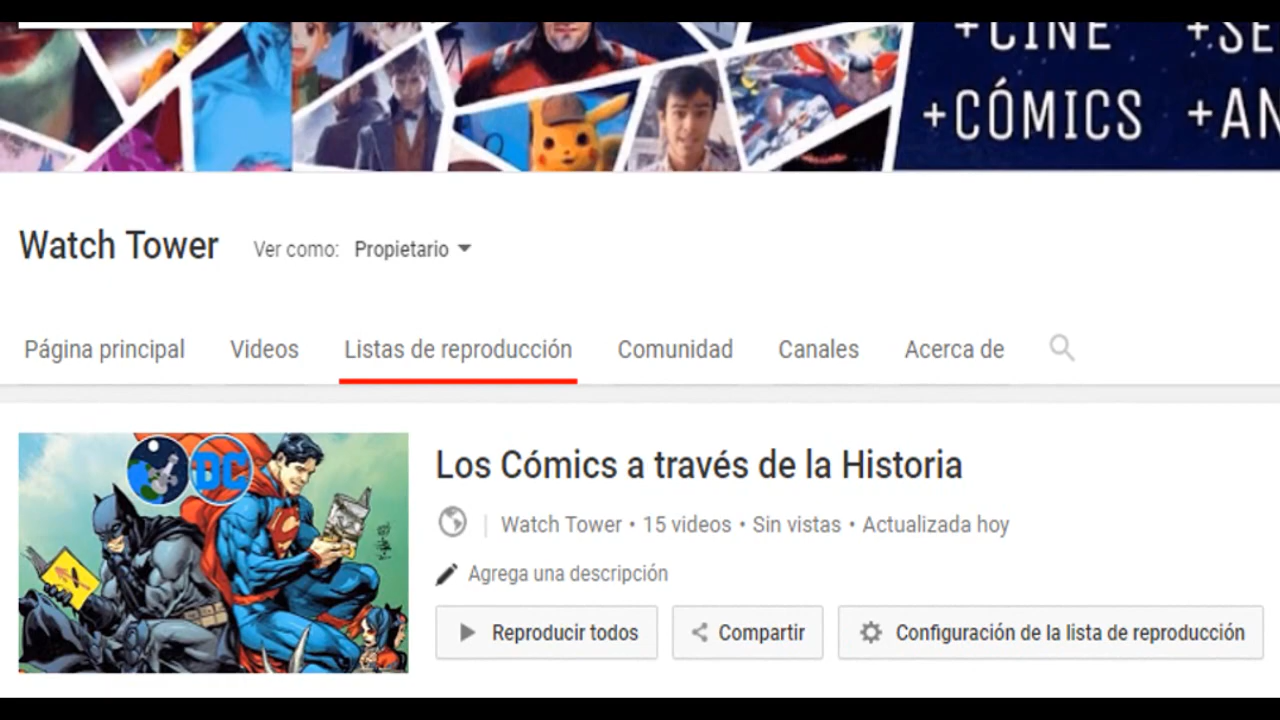 +CINE +SE
+CÓMICS +AN
Watch Tower Ver como: Propietario
Página principal Videos Listas de reproducción Comunidad Canales Acerca de
DC
Los Cómics a través de la Historia
Watch Tower • 15 videos • Sin vistas • Actualizada hoy
Agrega una descripción
Reproducir todos Compartir Configuración de la lista de reproducción